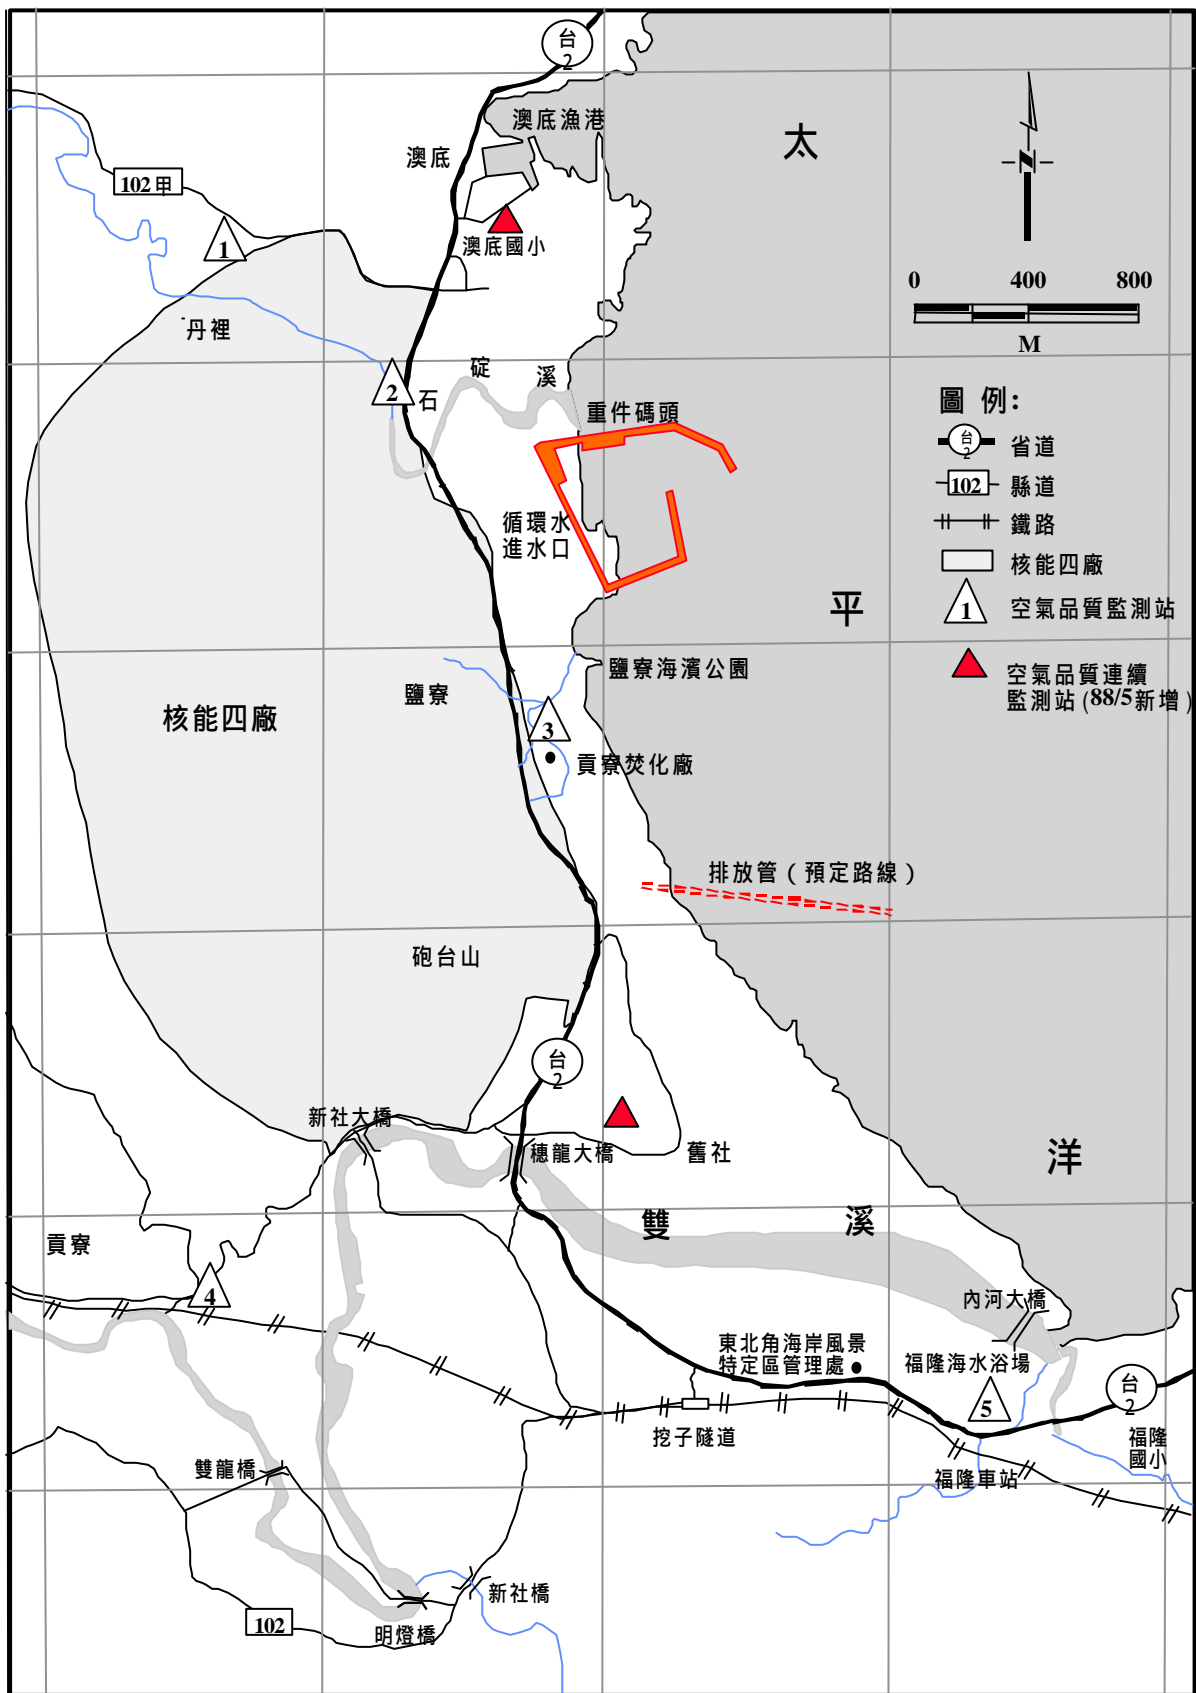 台
2
澳底漁港
太
澳底
102甲
1
澳底國小
0 400 800
M
丹裡
碇
溪
2
石
重件碼頭
圖 例:
台
2
省道
102
縣道
鐵路
循環水
進水口
核能四廠
1
空氣品質監測站
平
鹽寮海濱公園
空氣品質連續
監測站(88/5新增)
鹽寮
核能四廠
3
貢寮焚化廠
排放管(預定路線)
砲台山
台
2
新社大橋
穗龍大橋
舊社
洋
雙
溪
貢寮
4
內河大橋
東北角海岸風景
特定區管理處
福隆海水浴場
台
2
5
挖子隧道
福隆
國小
雙龍橋
福隆車站
新社橋
102
明燈橋
N